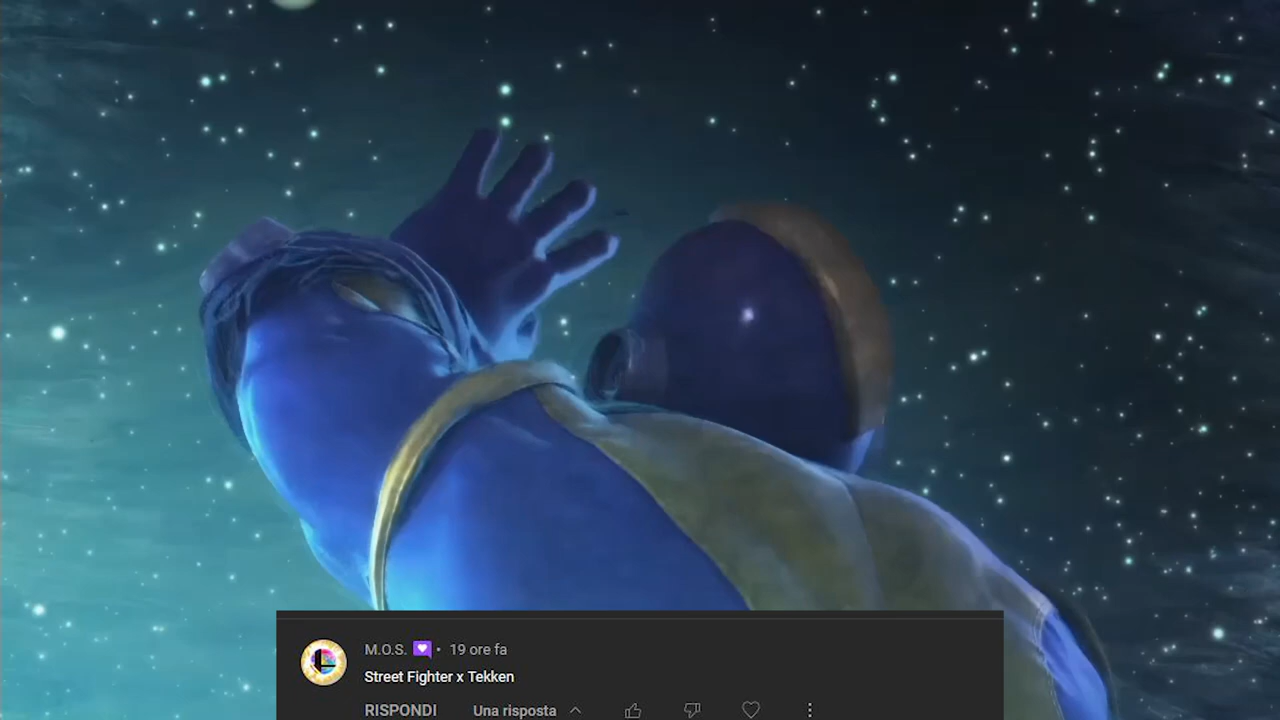 M.O.S. • 19 ore fa
Street Fighter x Tekken
RISPONDI Una risposta